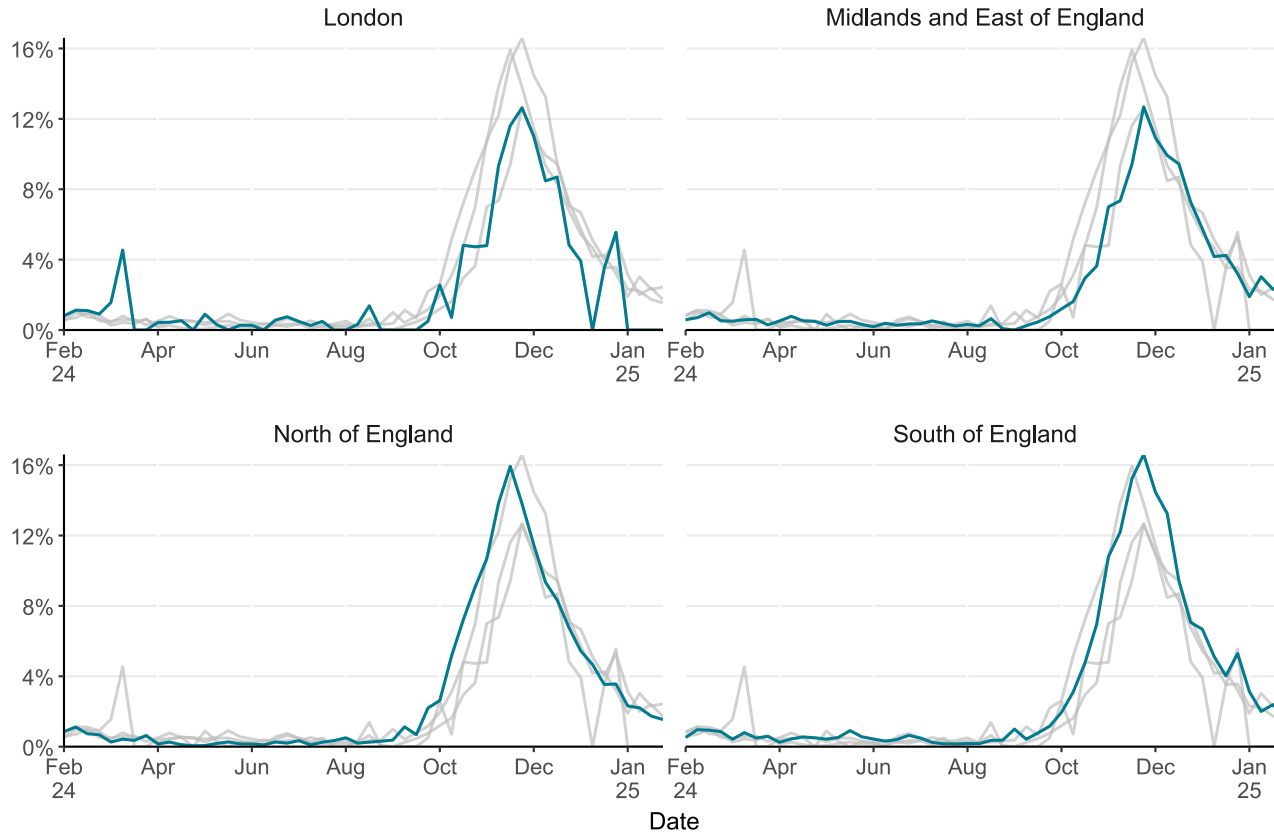 London
Midlands and East of England
16%
12%
8%
4%
0%
Feb Apr Jun Aug Oct Dec Jan
24 25
Feb Apr Jun Aug Oct Dec Jan
24 25
North of England
South of England
16%
12%
8%
4%
0%
Feb Apr Jun Aug Oct Dec Jan
24 25
Feb Apr Jun Aug Oct Dec Jan
24 25
Date